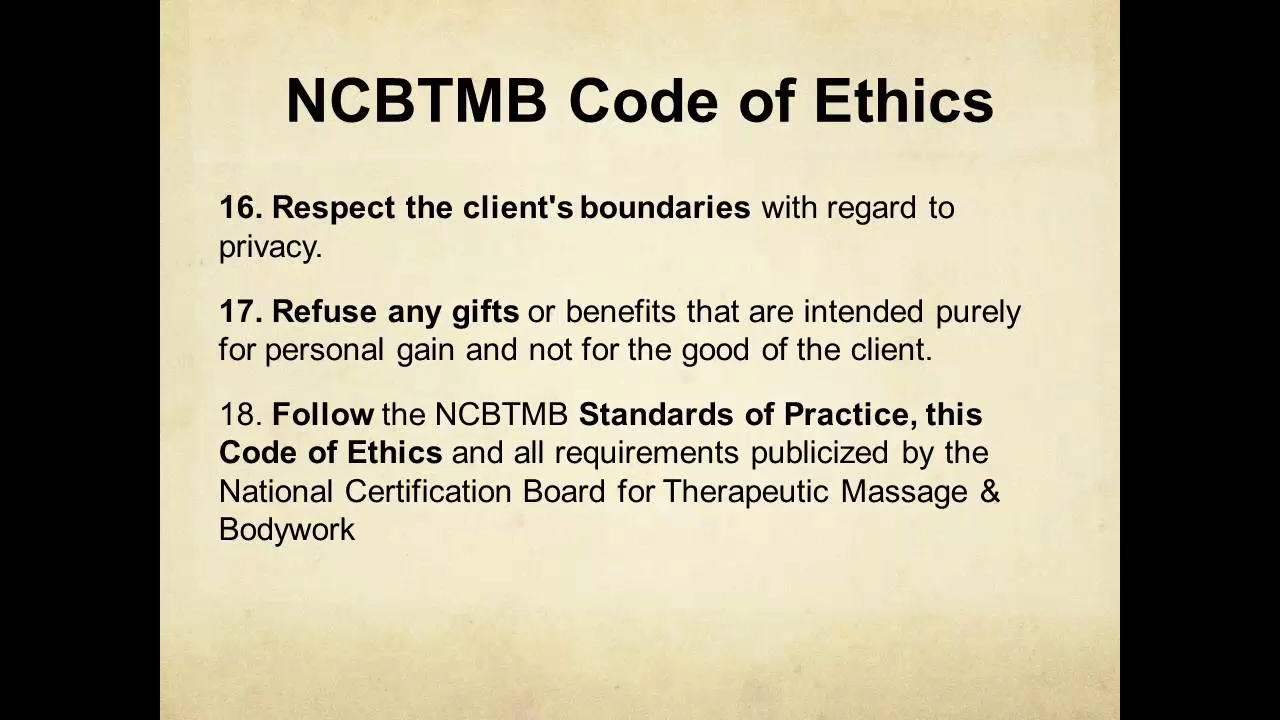 NCBTMB Code of Ethics
16. Respect the client's boundaries with regard to
privacy.
17. Refuse any gifts or benefits that are intended purely
for personal gain and not for the good of the client.
18. Follow the NCBTMB Standards of Practice, this
Code of Ethics and all requirements publicized by the
National Certification Board for Therapeutic Massage &
Bodywork